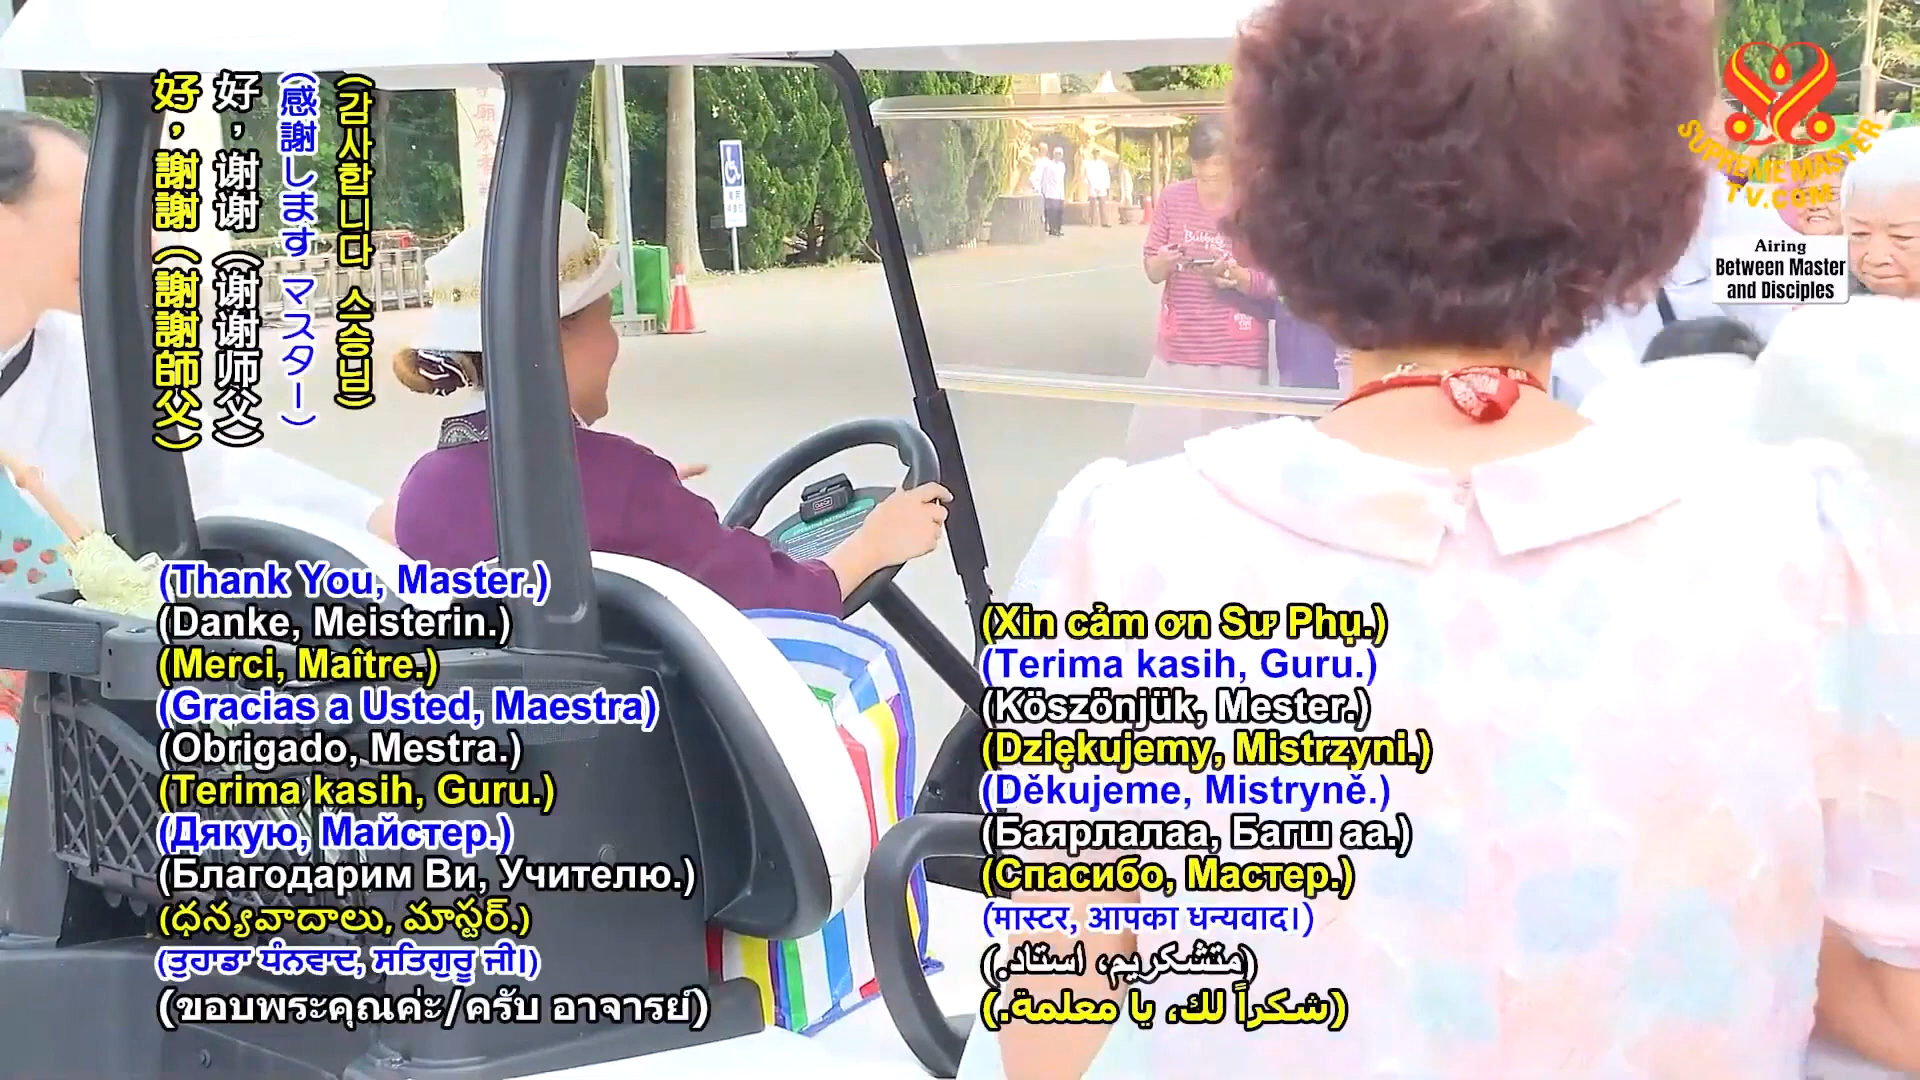 好，謝謝（謝謝師父）
好，谢谢（谢谢师父）
(感謝します マスター)
(감사합니다 스승님)
SUPREME MASTER
TV.COM
Airing
Between Master
and Disciples
(Thank You, Master.)
(Danke, Meisterin.)
(Merci, Maître.)
(Gracias a Usted, Maestra)
(Obrigado, Mestra.)
(Terima kasih, Guru.)
(Дякую, Майстер.)
(Благодарим Ви, Учителю.)
(ధన్యవాదాలు, మాస్టర్.)
(ਤੁਹਾਡਾ ਧੰਨਵਾਦ, ਸਤਿਗੁਰੂ ਜੀ।)
(ขอบพระคุณค่ะ/ครับ อาจารย์)
(Xin cảm ơn Sư Phụ.)
(Terima kasih, Guru.)
(Köszönjük, Mester.)
(Dziękujemy, Mistrzyni.)
(Děkujeme, Mistryně.)
(Баярлалаа, Багш аа.)
(Спасибо, Мастер.)
(मास्टर, आपका धन्यवाद।)
(متشکریم، استاد.)
(شكراً لك، يا معلمة.)